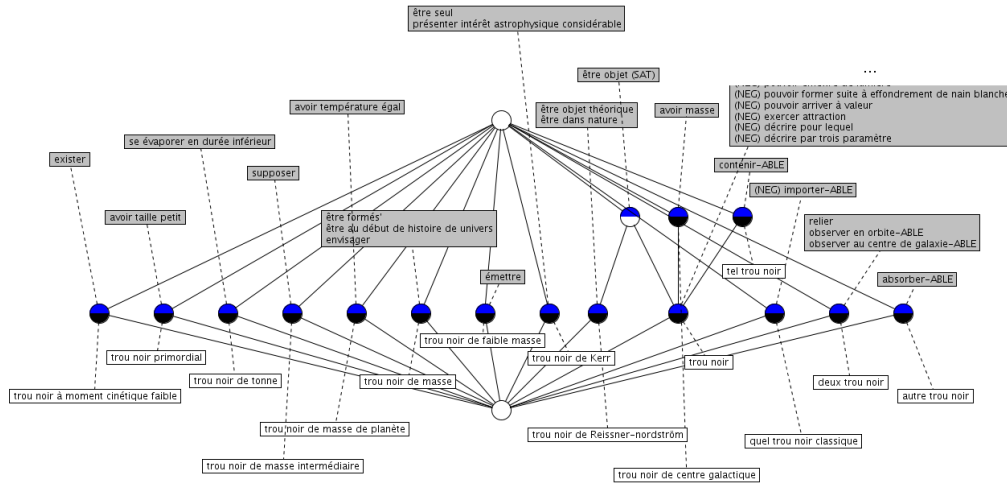 être seul
présenter intérêt astrophysique considérable
...
être objet (SAT)
(NEG) pouvoir former suite à effondrement de nain blanche
(NEG) pouvoir arriver à valeur
(NEG) exercer attraction
(NEG) décrire pour lequel
(NEG) décrire par trois paramètre
avoir température égal
être objet théorique
être dans nature
avoir masse
se évaporer en durée inférieur
exister
supposer
contenir-ABLE
(NEG) importer-ABLE
avoir taille petit
être formés'
être au début de histoire de univers
envisager
relier
observer en orbite-ABLE
observer au centre de galaxie-ABLE
émettre
tel trou noir
absorber-ABLE
trou noir de faible masse
trou noir primordial
trou noir de Kerr
trou noir
trou noir de tonne
trou noir de masse
deux trou noir
trou noir à moment cinétique faible
autre trou noir
trou noir de masse de planète
trou noir de Reissner-nordström
quel trou noir classique
trou noir de masse intermédiaire
trou noir de centre galactique